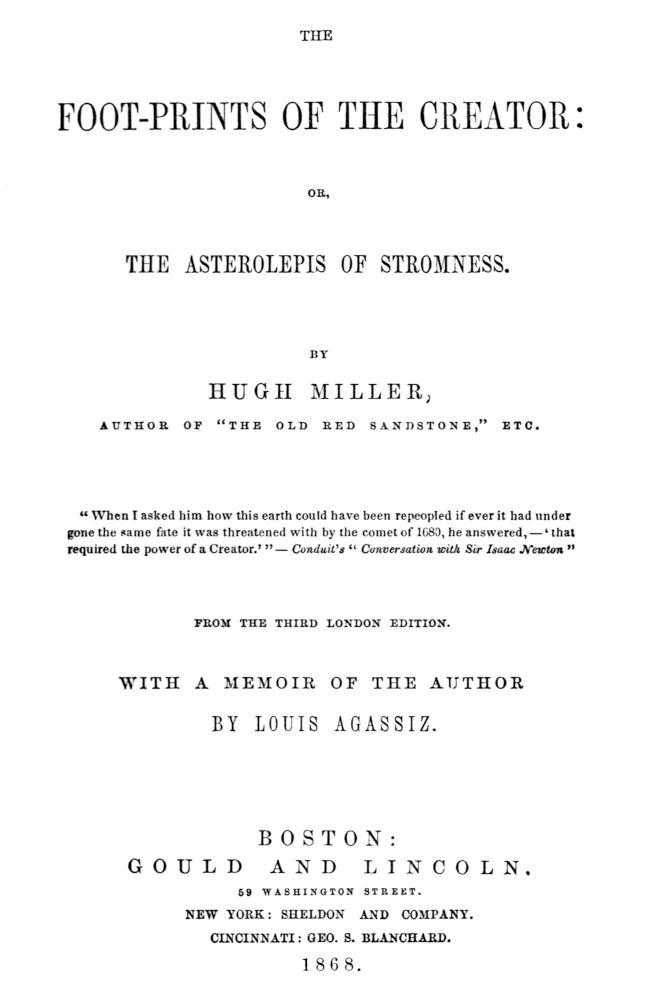 THE
FOOT-PRINTS OF THE CREATOR:
OR,
THE ASTEROLEPIS OF STROMNESS.
BY
HUGH MILLER,
AUTHOR OF "THE OLD RED SANDSTONE," ETC.
"When I asked him how this earth could have been repeopled if ever it had under
gone the same fate it was threatened with by the comet of 1680, he answered,—'that
required the power of a Creator.'"— Conduit's "Conversation with Sir Isaac Newton"
FROM THE THIRD LONDON EDITION.
WITH A MEMOIR OF THE AUTHOR
BY LOUIS AGASSIZ.
BOSTON:
GOULD AND LINCOLN,
59 WASHINGTON STREET.
NEW YORK: SHELDON AND COMPANY.
CINCINNATI: GEO. S. BLANCHARD.
1868.